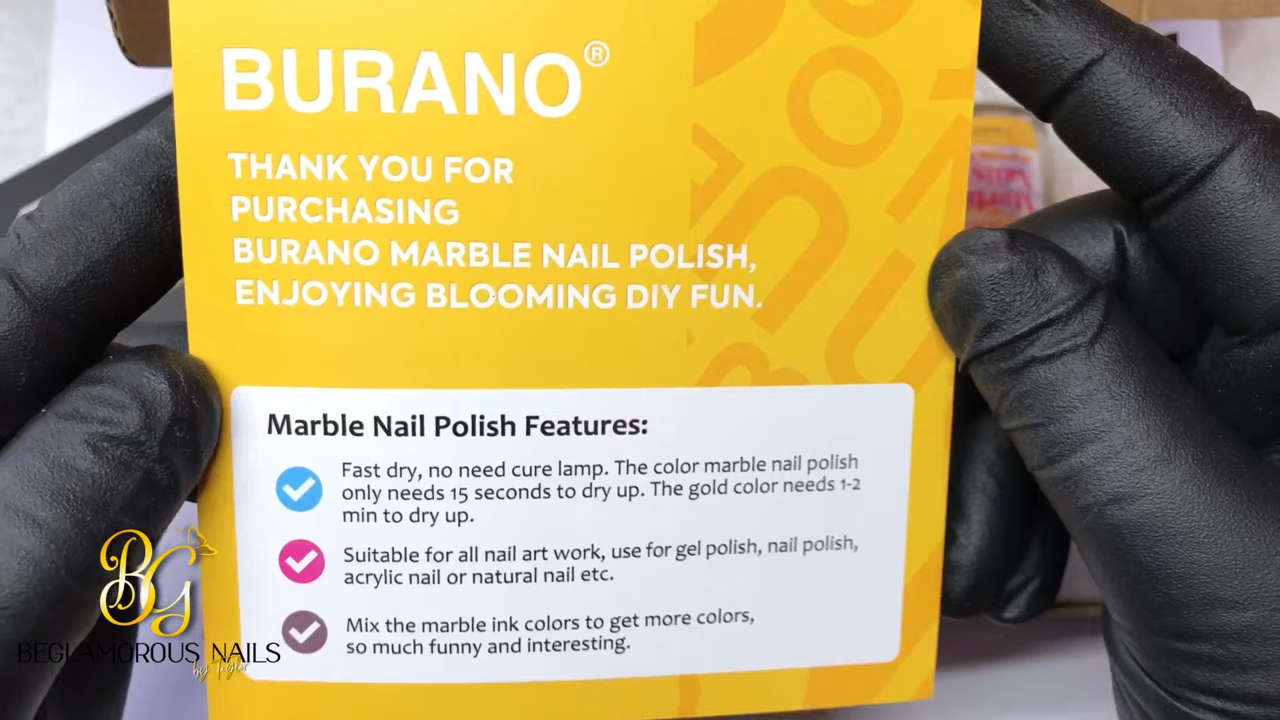 BURANO®
THANK YOU FOR
PURCHASING
BURANO MARBLE NAIL POLISH,
ENJOYING BLOOMING DIY FUN.
Marble Nail Polish Features:
Fast dry, no need cure lamp. The color marble nail polish
only needs 15 seconds to dry up. The gold color needs 1-2
min to dry up.
Suitable for all nail art work, use for gel polish, nail polish,
acrylic nail or natural nail etc.
Mix the marble ink colors to get more colors,
so much funny and interesting.
BG
BEGLAMOROUS NAILS
by Taylor